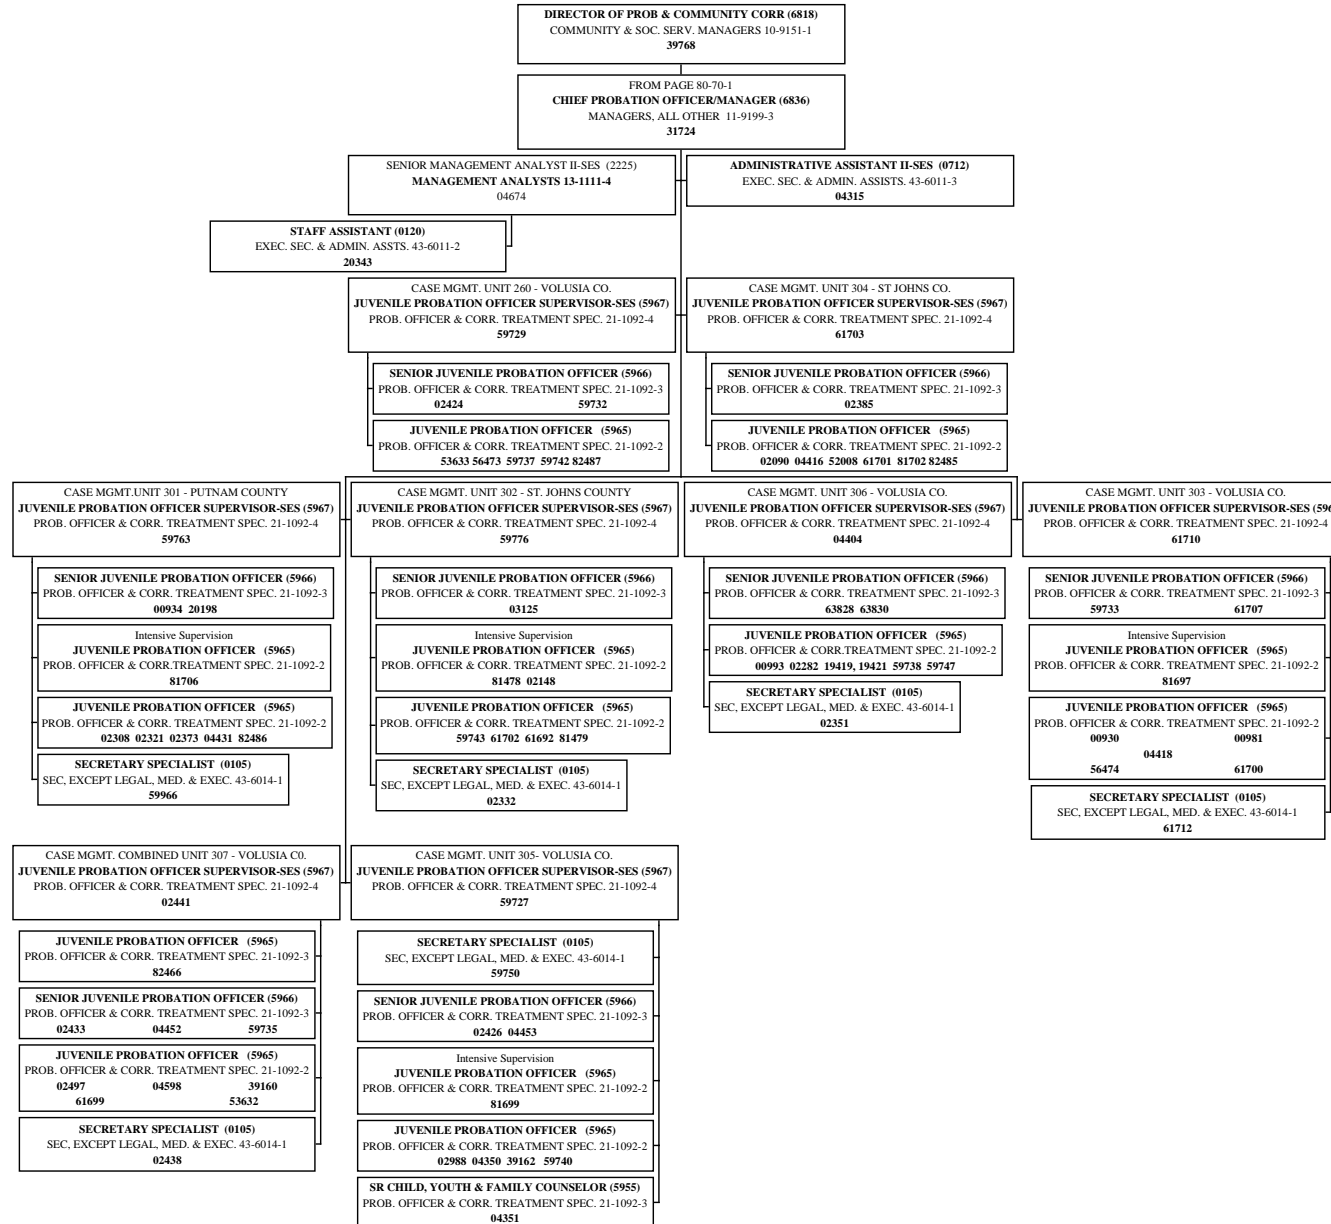 DIRECTOR OF PROB & COMMUNITY CORR (6818)
COMMUNITY & SOC. SERV. MANAGERS 10-9151-1
39768
FROM PAGE 80-70-1
CHIEF PROBATION OFFICER/MANAGER (6836)
MANAGERS, ALL OTHER 11-9199-3
31724
SENIOR MANAGEMENT ANALYST II-SES (2225)
MANAGEMENT ANALYSTS 13-1111-4
04674
ADMINISTRATIVE ASSISTANT II-SES (0712)
EXEC. SEC. & ADMIN. ASSISTS. 43-6011-3
04315
STAFF ASSISTANT (0120)
EXEC. SEC. & ADMIN. ASSTS. 43-6011-2
20343
CASE MGMT. UNIT 260 - VOLUSIA CO.
JUVENILE PROBATION OFFICER SUPERVISOR-SES (5967)
PROB. OFFICER & CORR. TREATMENT SPEC. 21-1092-4
59729
SENIOR JUVENILE PROBATION OFFICER (5966)
PROB. OFFICER & CORR. TREATMENT SPEC. 21-1092-3
02424 59732
JUVENILE PROBATION OFFICER (5965)
PROB. OFFICER & CORR. TREATMENT SPEC. 21-1092-2
53633 56473 59737 59742 82487
CASE MGMT. UNIT 304 - ST JOHNS CO.
JUVENILE PROBATION OFFICER SUPERVISOR-SES (5967)
PROB. OFFICER & CORR. TREATMENT SPEC. 21-1092-4
61703
SENIOR JUVENILE PROBATION OFFICER (5966)
PROB. OFFICER & CORR. TREATMENT SPEC. 21-1092-3
02385
JUVENILE PROBATION OFFICER (5965)
PROB. OFFICER & CORR. TREATMENT SPEC. 21-1092-2
02090 04416 52008 61701 81702 82485
CASE MGMT.UNIT 301 - PUTNAM COUNTY
JUVENILE PROBATION OFFICER SUPERVISOR-SES (5967)
PROB. OFFICER & CORR. TREATMENT SPEC. 21-1092-4
59763
SENIOR JUVENILE PROBATION OFFICER (5966)
PROB. OFFICER & CORR. TREATMENT SPEC. 21-1092-3
00934 20198
Intensive Supervision
JUVENILE PROBATION OFFICER (5965)
PROB. OFFICER & CORR.TREATMENT SPEC. 21-1092-2
81706
JUVENILE PROBATION OFFICER (5965)
PROB. OFFICER & CORR. TREATMENT SPEC. 21-1092-2
02308 02321 02373 04431 82486
SECRETARY SPECIALIST (0105)
SEC, EXCEPT LEGAL, MED. & EXEC. 43-6014-1
59966
CASE MGMT. UNIT 302 - ST. JOHNS COUNTY
JUVENILE PROBATION OFFICER SUPERVISOR-SES (5967)
PROB. OFFICER & CORR. TREATMENT SPEC. 21-1092-4
59776
SENIOR JUVENILE PROBATION OFFICER (5966)
PROB. OFFICER & CORR. TREATMENT SPEC. 21-1092-3
03125
Intensive Supervision
JUVENILE PROBATION OFFICER (5965)
PROB. OFFICER & CORR. TREATMENT SPEC. 21-1092-2
81478 02148
JUVENILE PROBATION OFFICER (5965)
PROB. OFFICER & CORR. TREATMENT SPEC. 21-1092-2
59743 61702 61692 81479
SECRETARY SPECIALIST (0105)
SEC, EXCEPT LEGAL, MED. & EXEC. 43-6014-1
02332
CASE MGMT. UNIT 306 - VOLUSIA CO.
JUVENILE PROBATION OFFICER SUPERVISOR-SES (5967)
PROB. OFFICER & CORR. TREATMENT SPEC. 21-1092-4
04404
SENIOR JUVENILE PROBATION OFFICER (5966)
PROB. OFFICER & CORR. TREATMENT SPEC. 21-1092-3
63828 63830
JUVENILE PROBATION OFFICER (5965)
PROB. OFFICER & CORR.TREATMENT SPEC. 21-1092-2
00993 02282 19419, 19421 59738 59747
SECRETARY SPECIALIST (0105)
SEC, EXCEPT LEGAL, MED. & EXEC. 43-6014-1
02351
CASE MGMT. UNIT 303 - VOLUSIA CO.
JUVENILE PROBATION OFFICER SUPERVISOR-SES (596
PROB. OFFICER & CORR. TREATMENT SPEC. 21-1092-4
61710
SENIOR JUVENILE PROBATION OFFICER (5966)
PROB. OFFICER & CORR. TREATMENT SPEC. 21-1092-3
59733 61707
Intensive Supervision
JUVENILE PROBATION OFFICER (5965)
PROB. OFFICER & CORR. TREATMENT SPEC. 21-1092-2
81697
JUVENILE PROBATION OFFICER (5965)
PROB. OFFICER & CORR. TREATMENT SPEC. 21-1092-2
00930 00981
04418
56474 61700
SECRETARY SPECIALIST (0105)
SEC, EXCEPT LEGAL, MED. & EXEC. 43-6014-1
61712
CASE MGMT. COMBINED UNIT 307 - VOLUSIA C0.
JUVENILE PROBATION OFFICER SUPERVISOR-SES (5967)
PROB. OFFICER & CORR. TREATMENT SPEC. 21-1092-4
02441
JUVENILE PROBATION OFFICER (5965)
PROB. OFFICER & CORR. TREATMENT SPEC. 21-1092-3
82466
SENIOR JUVENILE PROBATION OFFICER (5966)
PROB. OFFICER & CORR. TREATMENT SPEC. 21-1092-3
02433 04452 59735
JUVENILE PROBATION OFFICER (5965)
PROB. OFFICER & CORR. TREATMENT SPEC. 21-1092-2
02497 04598 39160
61699 53632
SECRETARY SPECIALIST (0105)
SEC, EXCEPT LEGAL, MED. & EXEC. 43-6014-1
02438
CASE MGMT. UNIT 305- VOLUSIA CO.
JUVENILE PROBATION OFFICER SUPERVISOR-SES (5967)
PROB. OFFICER & CORR. TREATMENT SPEC. 21-1092-4
59727
SECRETARY SPECIALIST (0105)
SEC, EXCEPT LEGAL, MED. & EXEC. 43-6014-1
59750
SENIOR JUVENILE PROBATION OFFICER (5966)
PROB. OFFICER & CORR. TREATMENT SPEC. 21-1092-3
02426 04453
Intensive Supervision
JUVENILE PROBATION OFFICER (5965)
PROB. OFFICER & CORR. TREATMENT SPEC. 21-1092-2
81699
JUVENILE PROBATION OFFICER (5965)
PROB. OFFICER & CORR. TREATMENT SPEC. 21-1092-2
02988 04350 39162 59740
SR CHILD, YOUTH & FAMILY COUNSELOR (5955)
PROB. OFFICER & CORR. TREATMENT SPEC. 21-1092-3
04351